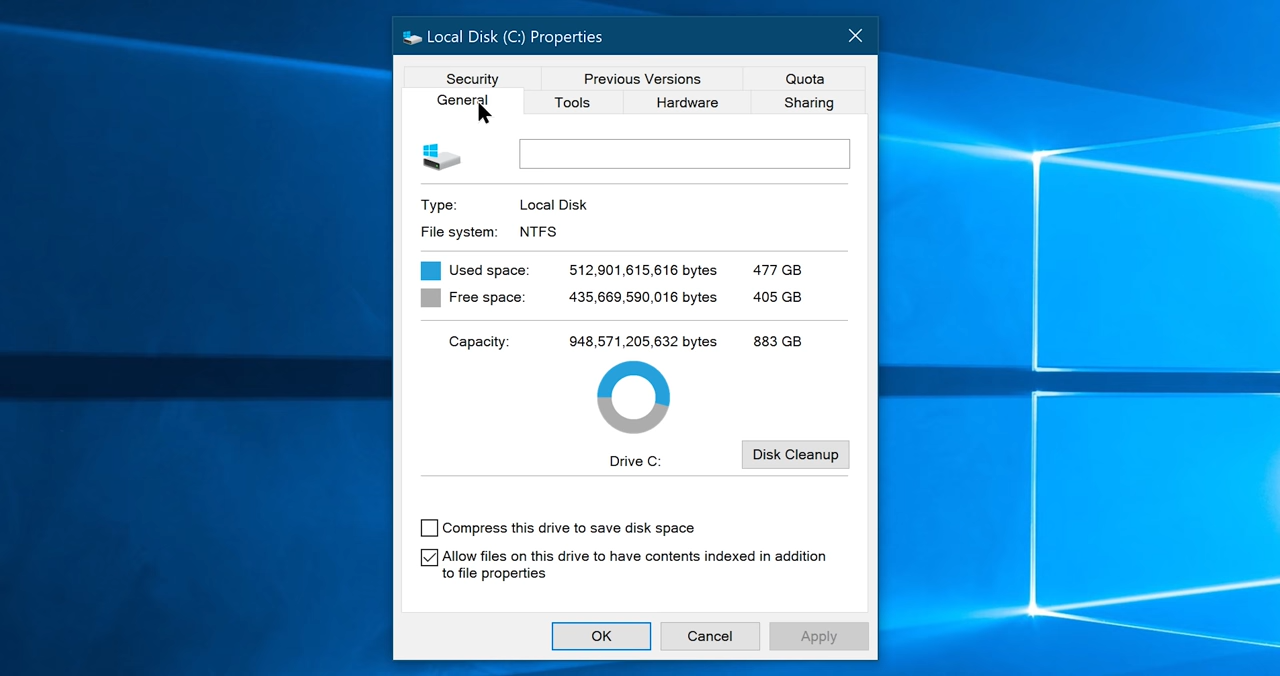 Local Disk (C:) Properties
Security Previous Versions Quota
General Tools Hardware Sharing
Type: Local Disk
File system: NTFS
Used space: 512,901,615,616 bytes 477 GB
Free space: 435,669,590,016 bytes 405 GB
Capacity: 948,571,205,632 bytes 883 GB
Drive C: Disk Cleanup
Compress this drive to save disk space
Allow files on this drive to have contents indexed in addition
to file properties
OK Cancel Apply